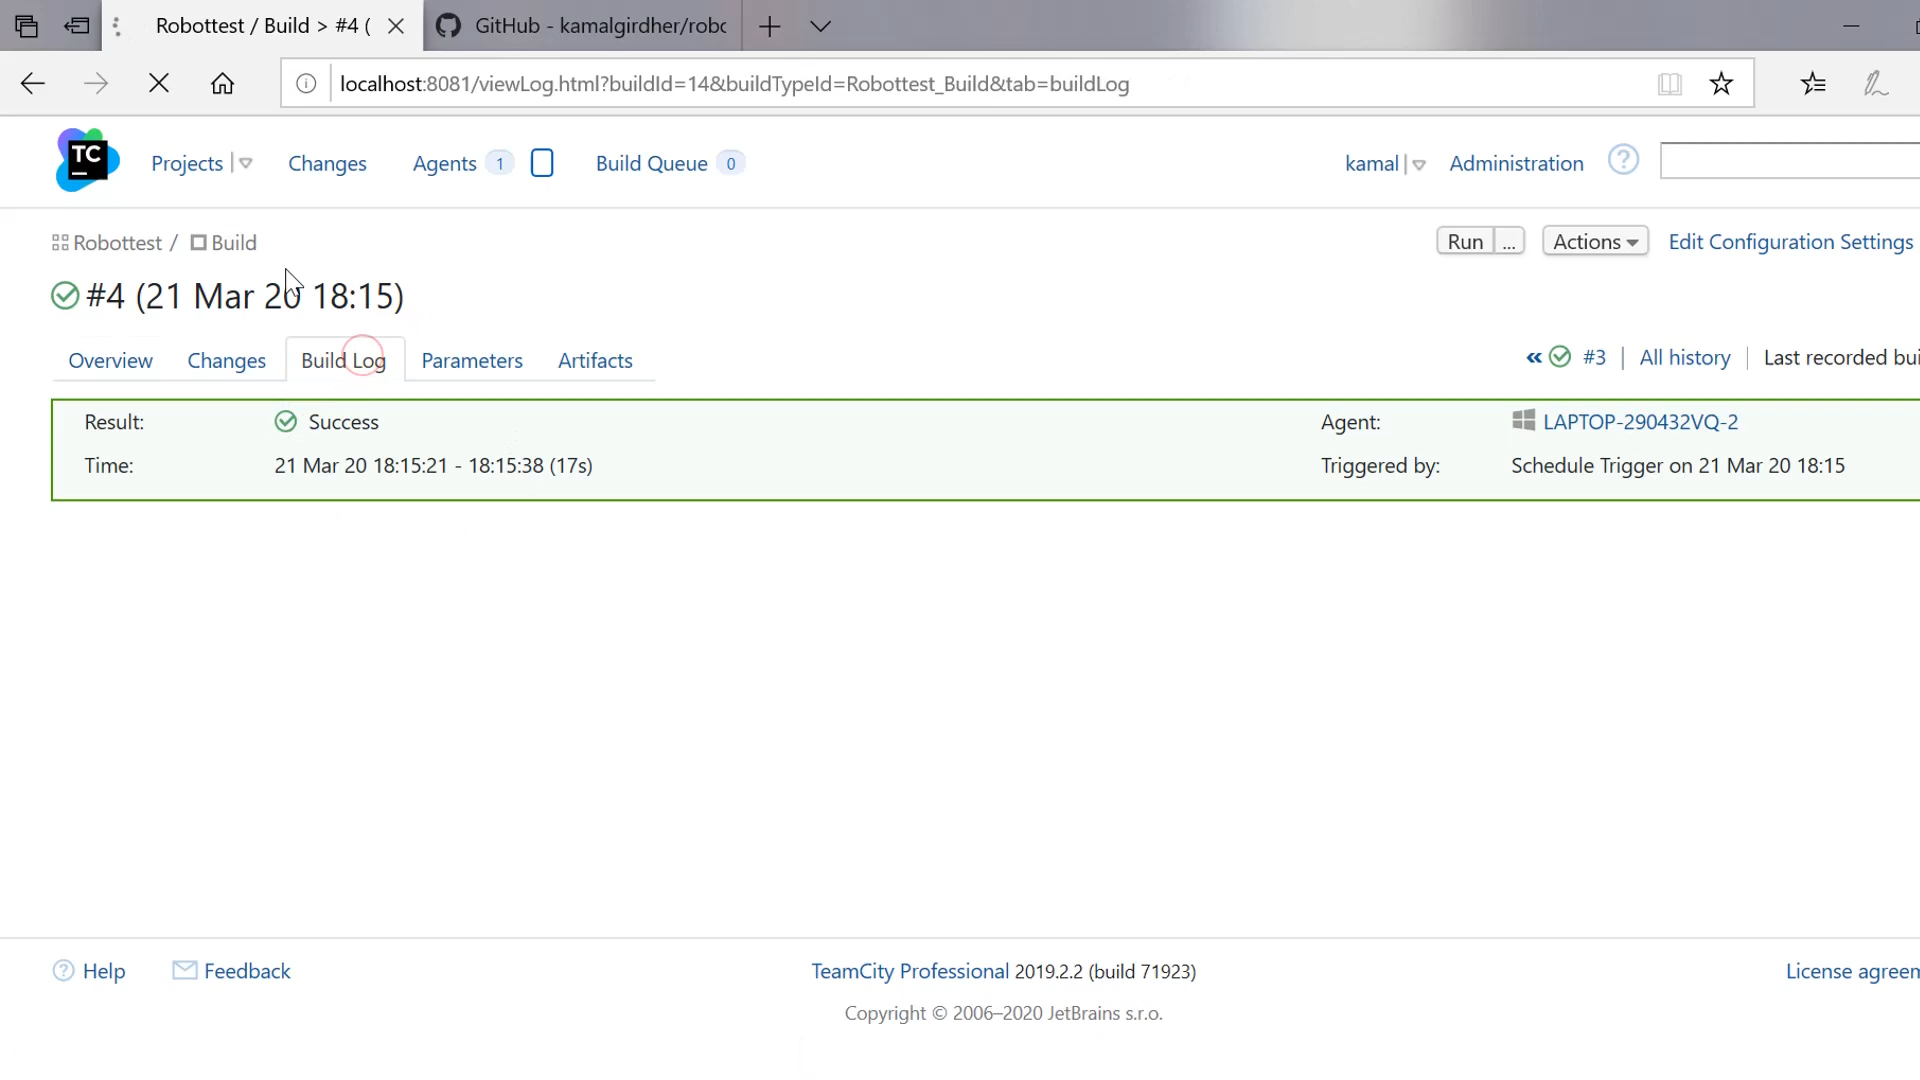 Robottest / Build > #4 (
GitHub - kamalgirdher/robo
localhost:8081/viewLog.html?buildId=14&buildTypeId=Robottest_Build&tab=buildLog
TC
Projects
Changes
Agents 1
Build Queue 0
kamal
Administration
Robottest / Build
Run ...
Actions
Edit Configuration Settings
#4 (21 Mar 20 18:15)
Overview
Changes
Build Log
Parameters
Artifacts
« #3 | All history | Last recorded bui
Result: Success
Agent: LAPTOP-290432VQ-2
Time: 21 Mar 20 18:15:21 - 18:15:38 (17s)
Triggered by: Schedule Trigger on 21 Mar 20 18:15
Help
Feedback
TeamCity Professional 2019.2.2 (build 71923)
License agreem
Copyright © 2006–2020 JetBrains s.r.o.